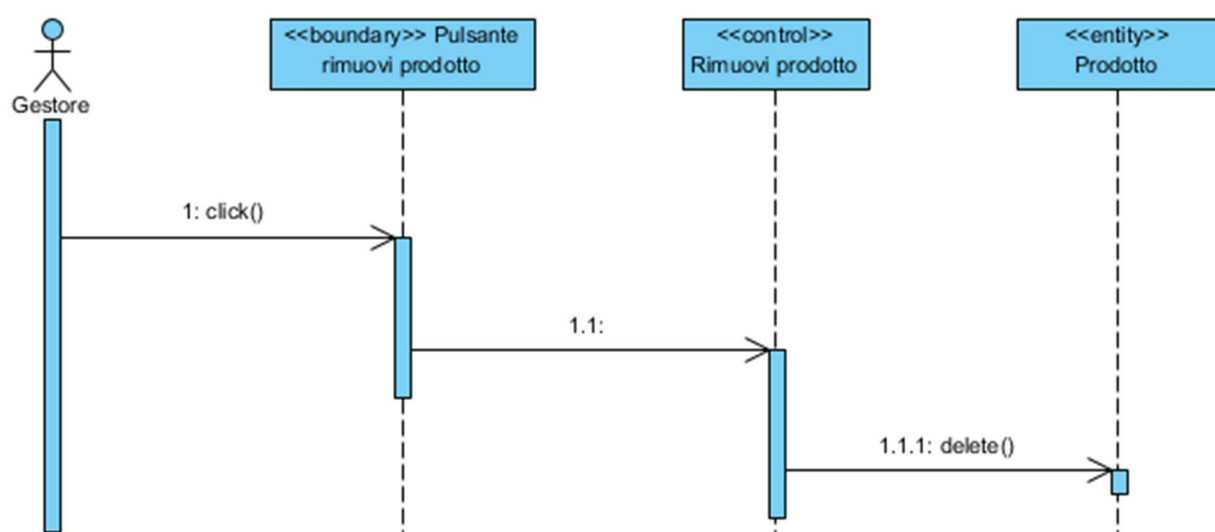 <<boundary>> Pulsante
rimuovi prodotto
<<control>>
Rimuovi prodotto
<<entity>>
Prodotto
Gestore
1: click()
1.1:
1.1.1: delete()